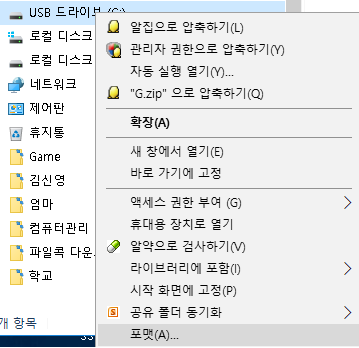 USB 드라이브 (G:)
로컬 디스크
로컬 디스크
네트워크
제어판
휴지통
Game
김신영
엄마
컴퓨터관리
파일콕 다운..
학교
개 항목
알집으로 압축하기(L)
관리자 권한으로 압축하기(Y)
자동 실행 열기(Y)...
"G.zip" 으로 압축하기(Q)
확장(A)
새 창에서 열기(E)
바로 가기에 고정
액세스 권한 부여 (G)
휴대용 장치로 열기
알약으로 검사하기(V)
라이브러리에 포함(I)
시작 화면에 고정(P)
공유 폴더 동기화
포맷(A)...